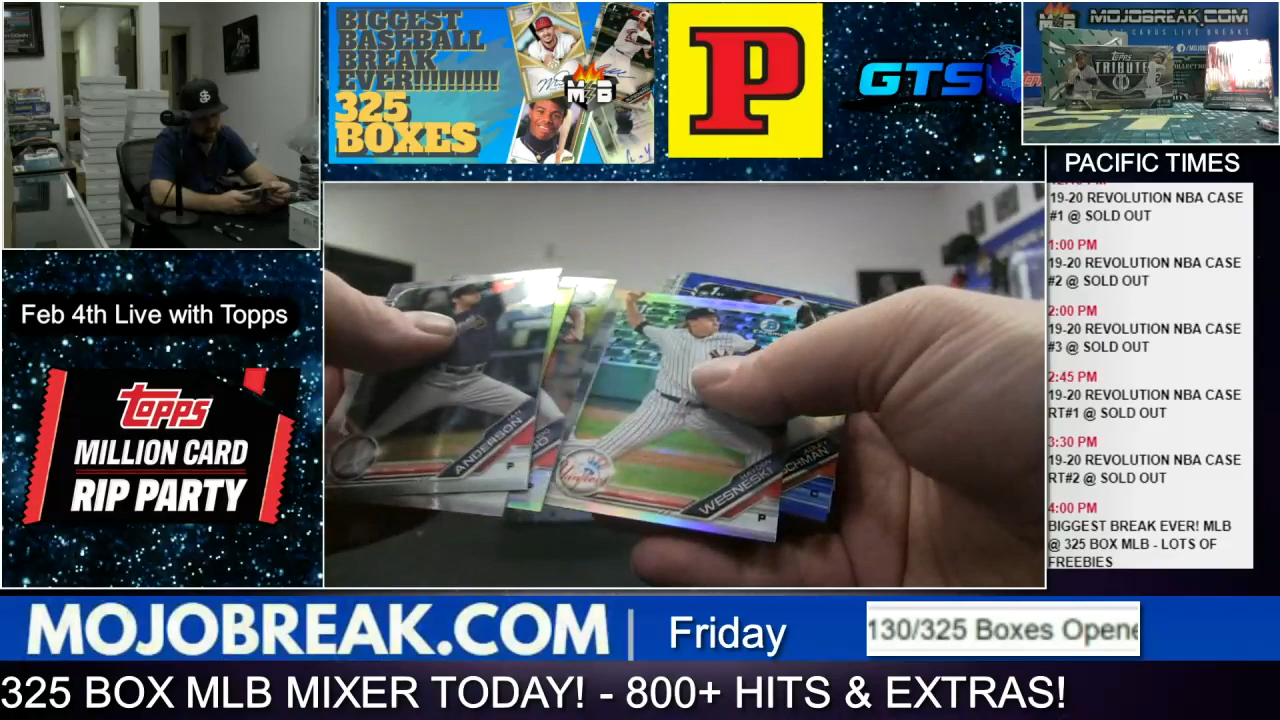 BIGGEST
BASEBALL
BREAK
EVER!!!!!!!!!!!
325
BOXES
M B
P
GTS
MOJOBREAK.COM
CARDS LIVE BREAKS
TOPPS
TRIBUTE
PACIFIC TIMES
19-20 REVOLUTION NBA CASE
#1 @ SOLD OUT
1:00 PM
19-20 REVOLUTION NBA CASE
#2 @ SOLD OUT
2:00 PM
19-20 REVOLUTION NBA CASE
#3 @ SOLD OUT
2:45 PM
19-20 REVOLUTION NBA CASE
RT#1 @ SOLD OUT
3:30 PM
19-20 REVOLUTION NBA CASE
RT#2 @ SOLD OUT
4:00 PM
BIGGEST BREAK EVER! MLB
@ 325 BOX MLB - LOTS OF
FREEBIES
Feb 4th Live with Topps
topps
MILLION CARD
RIP PARTY
ANDERSON
P
WESNESKI
P
Yankees
MOJOBREAK.COM | Friday
130/325 Boxes Opene
325 BOX MLB MIXER TODAY! - 800+ HITS & EXTRAS!